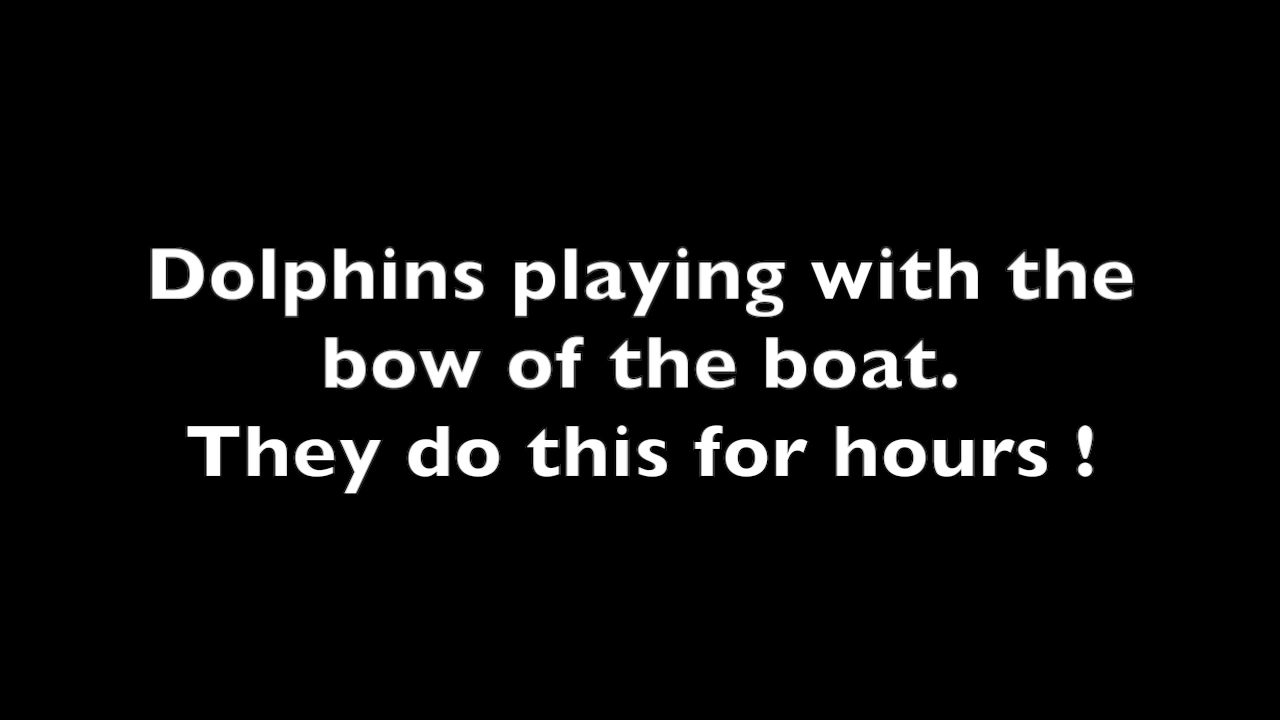 Dolphins playing with the
bow of the boat.
They do this for hours !